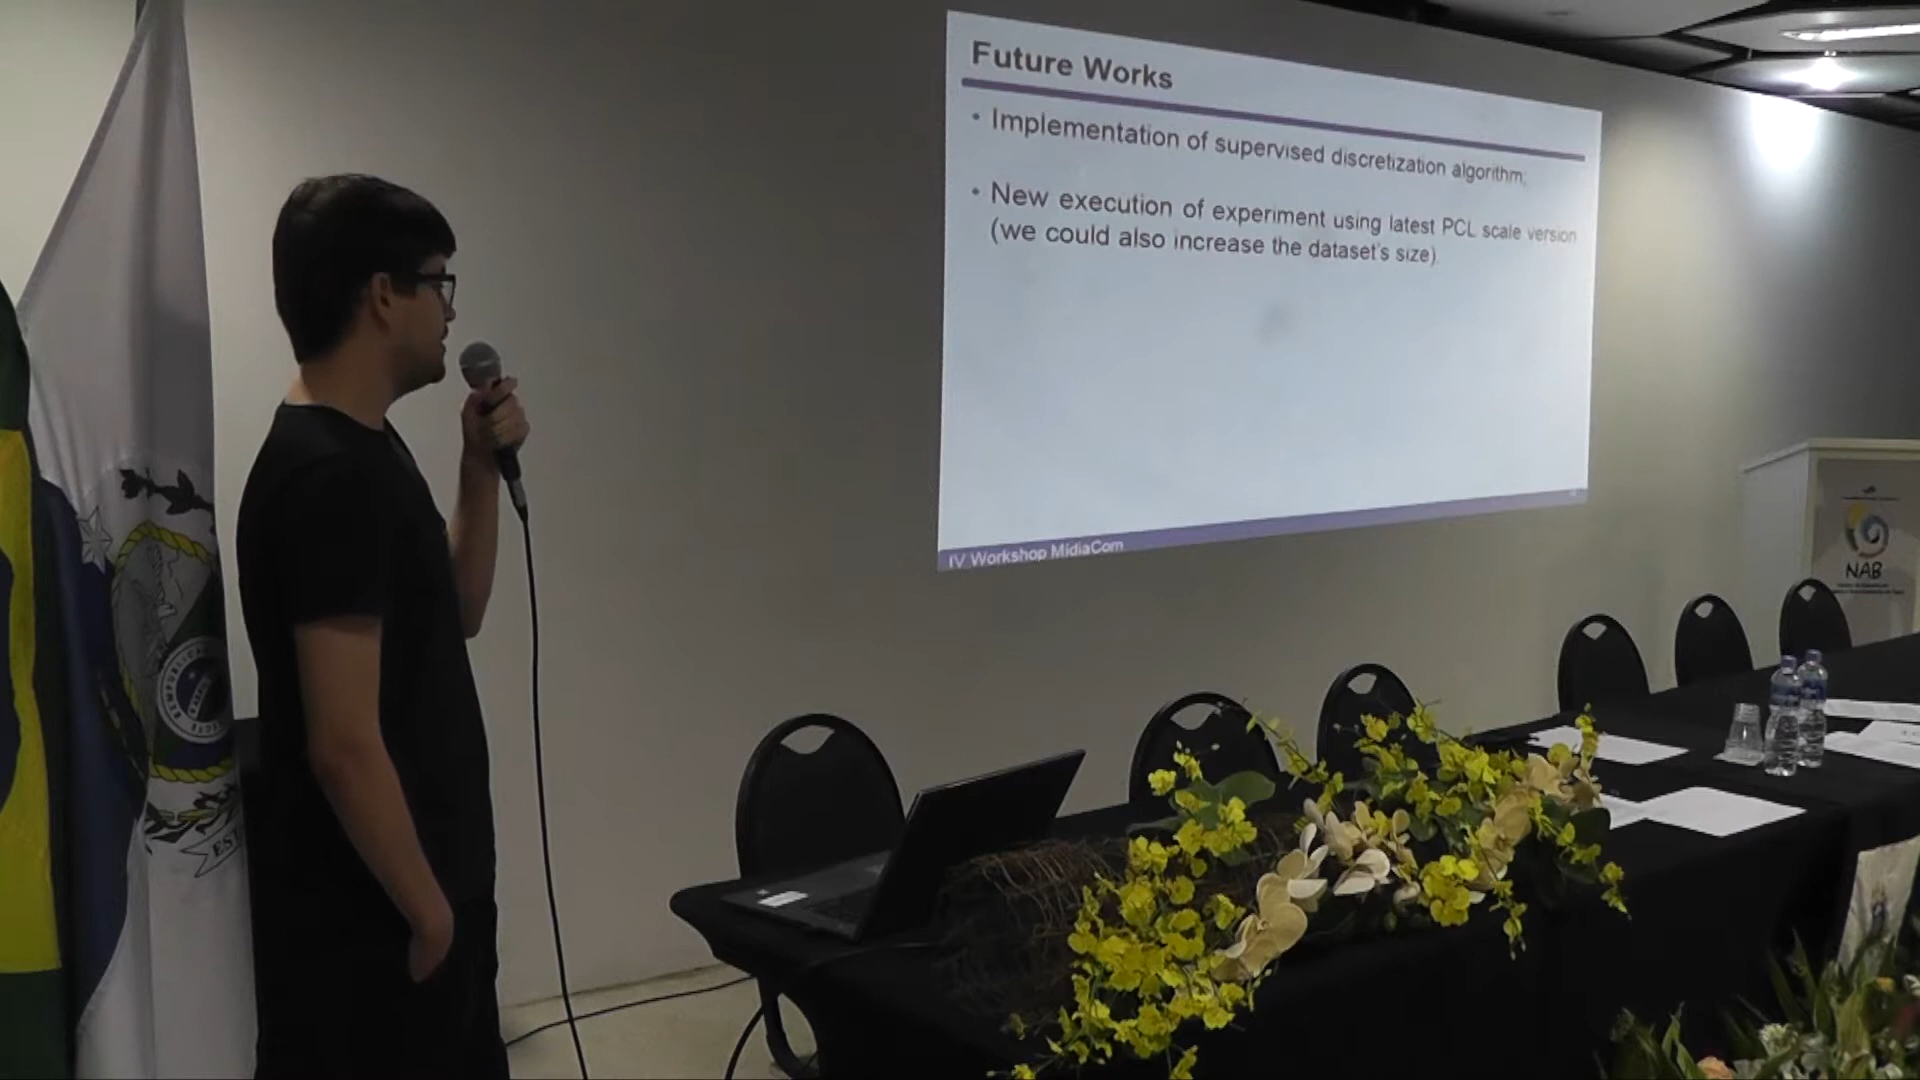 Future Works
• Implementation of supervised discretization algorithm;
• New execution of experiment using latest PCL scale version
(we could also increase the dataset's size).
IV Workshop MídiaCom
NAB